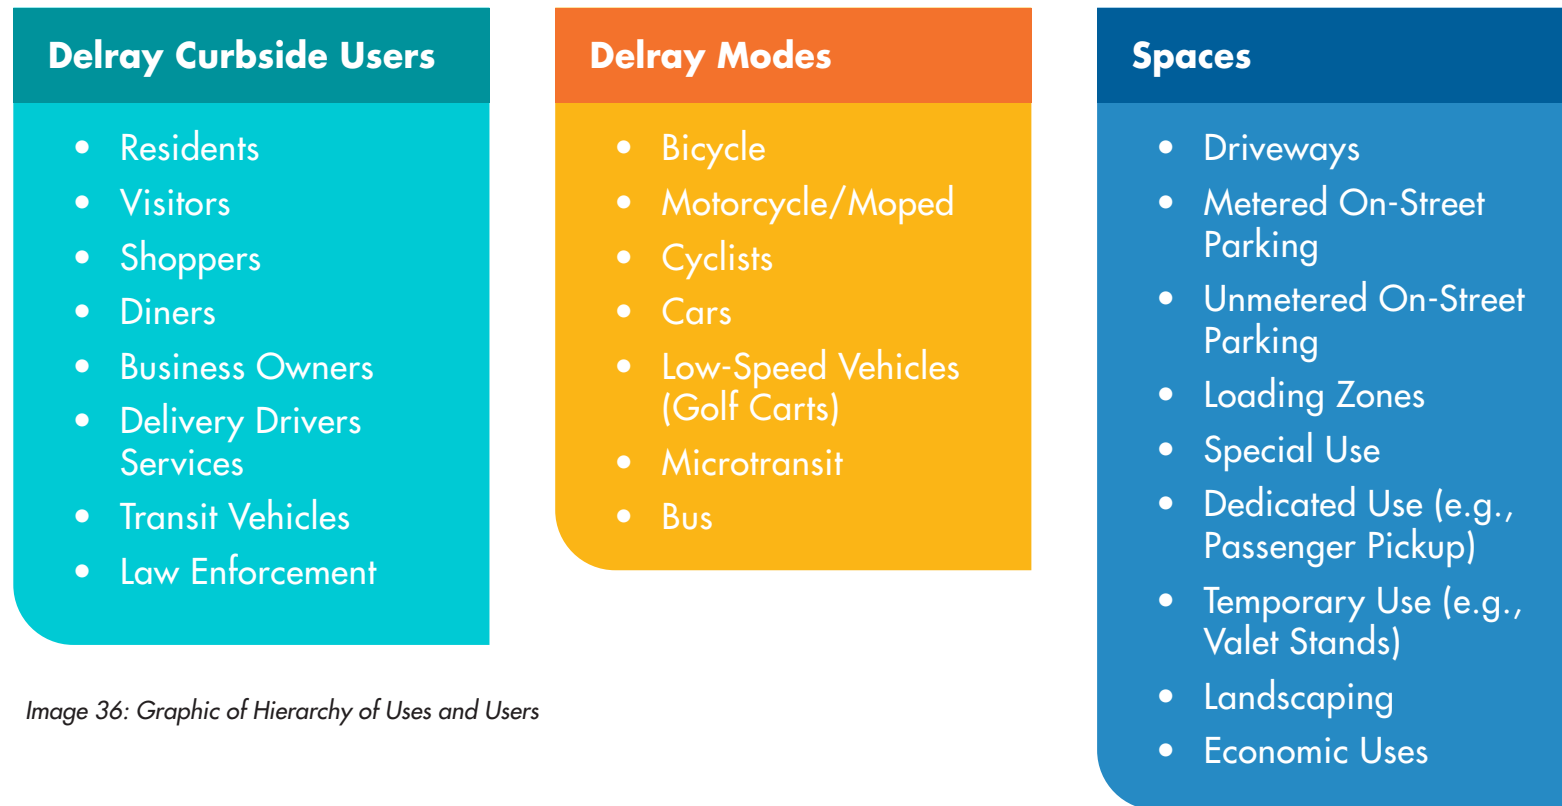 Delray Curbside Users
• Residents
• Visitors
• Shoppers
• Diners
• Business Owners
• Delivery Drivers
Services
• Transit Vehicles
• Law Enforcement
Delray Modes
• Bicycle
• Motorcycle/Moped
• Cyclists
• Cars
• Low-Speed Vehicles
(Golf Carts)
• Microtransit
• Bus
Spaces
• Driveways
• Metered On-Street
Parking
• Unmetered On-Street
Parking
• Loading Zones
• Special Use
• Dedicated Use (e.g.,
Passenger Pickup)
• Temporary Use (e.g.,
Valet Stands)
• Landscaping
• Economic Uses
Image 36: Graphic of Hierarchy of Uses and Users